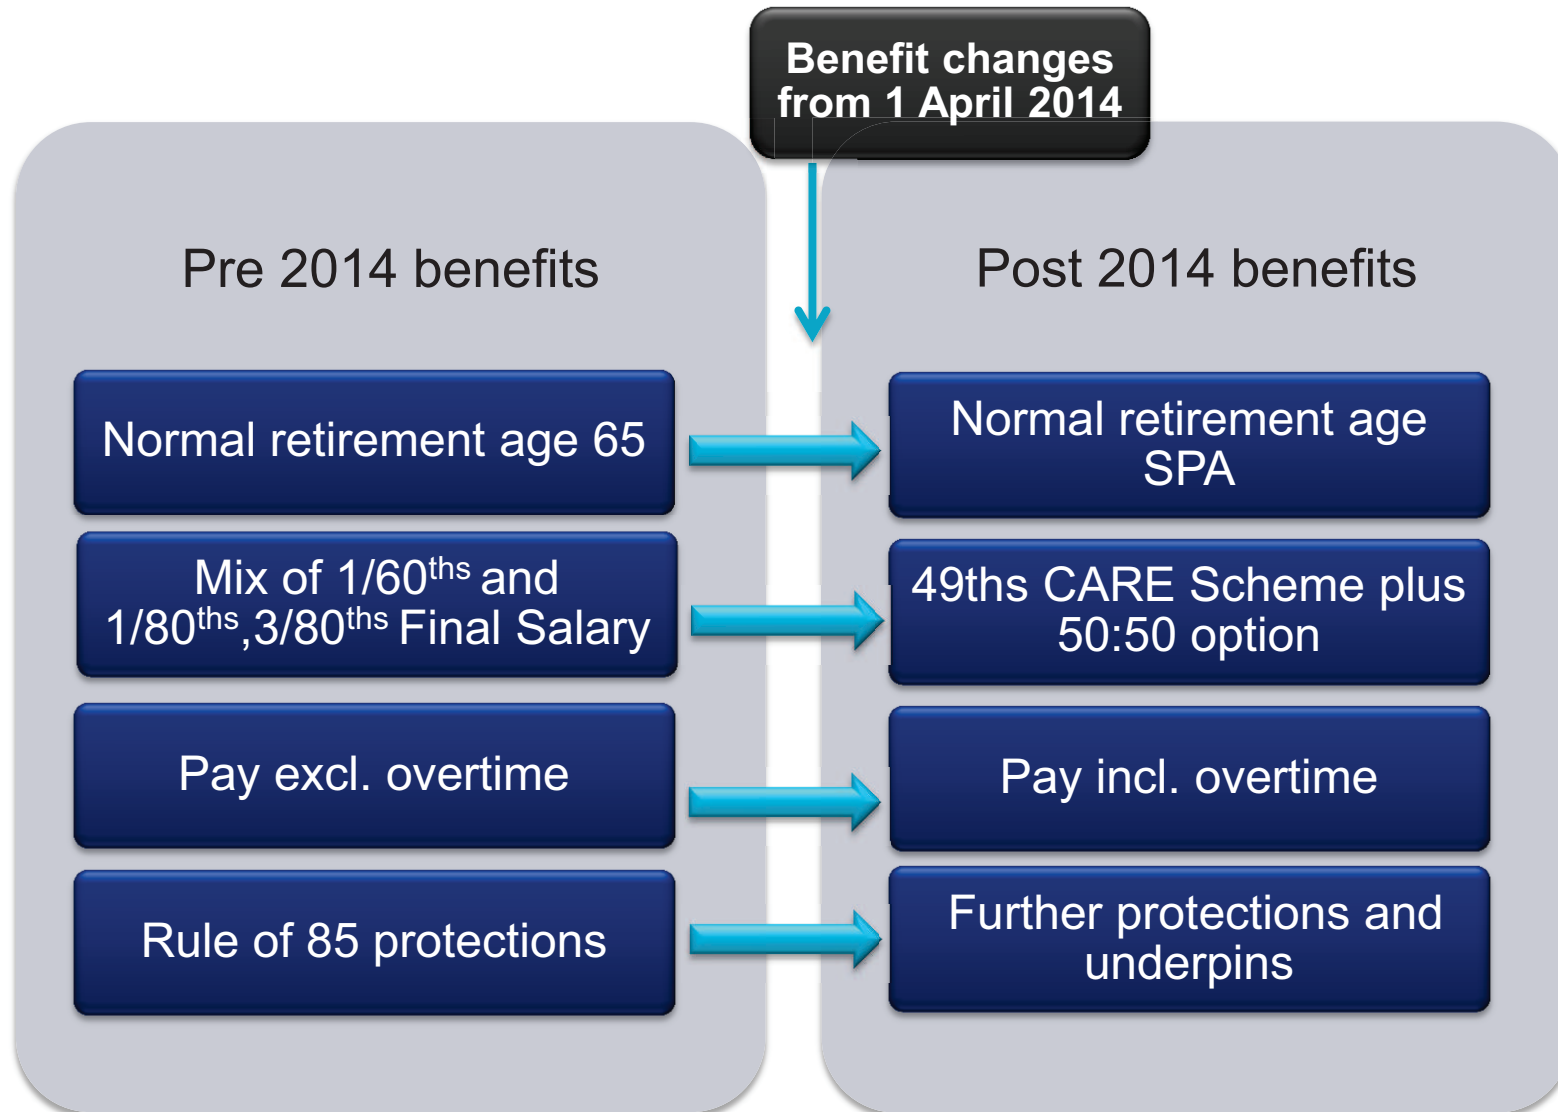 Benefit changes
from 1 April 2014
Pre 2014 benefits
Normal retirement age 65
Mix of 1/60ths and
1/80ths,3/80ths Final Salary
Pay excl. overtime
Rule of 85 protections
Post 2014 benefits
Normal retirement age
SPA
49ths CARE Scheme plus
50:50 option
Pay incl. overtime
Further protections and
underpins